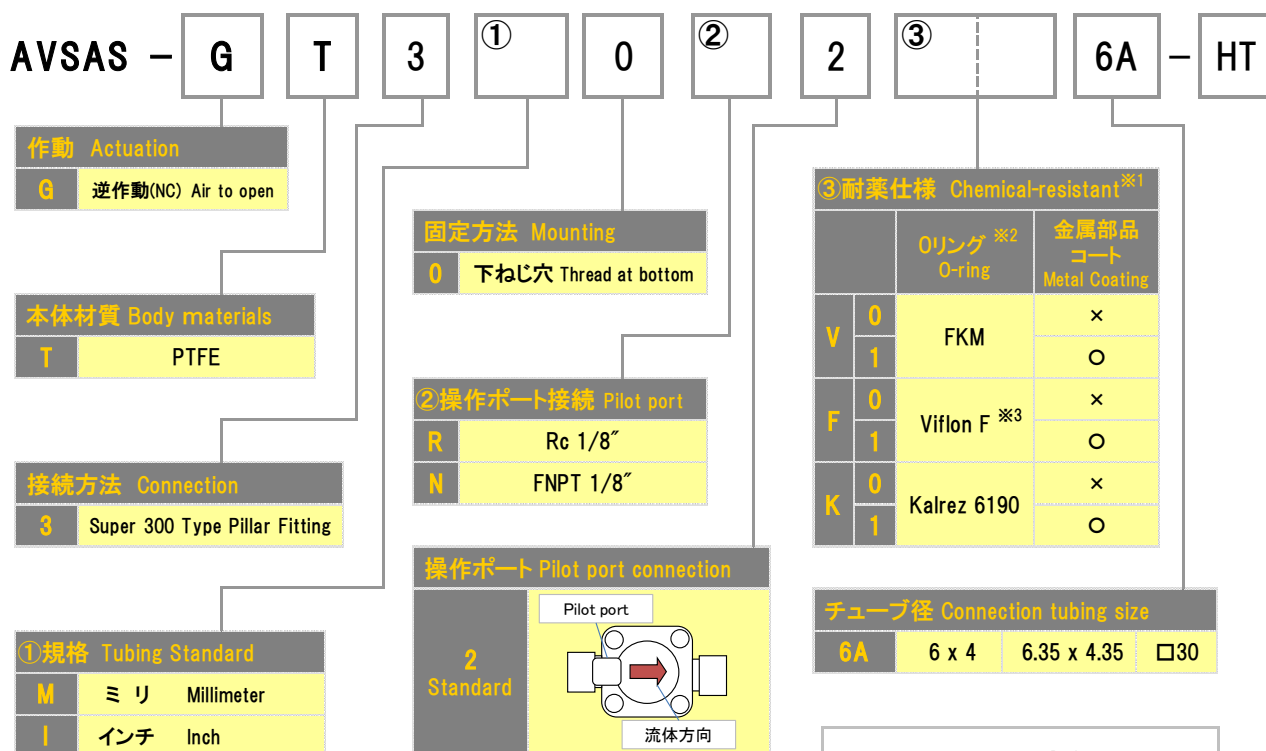 AVSAS - G T 3 ① 0 ② 2 ③ 6A - HT
作動 Actuation
G 逆作動(NC) Air to open
本体材質 Body materials
T PTFE
接続方法 Connection
3 Super 300 Type Pillar Fitting
①規格 Tubing Standard
M ミリ Millimeter
I インチ Inch
固定方法 Mounting
0 下ねじ穴 Thread at bottom
②操作ポート接続 Pilot port
R Rc 1/8″
N FNPT 1/8″
操作ポート Pilot port connection
2
Standard
Pilot port
流体方向
③耐薬仕様 Chemical-resistant※1
Oリング ※2
O-ring
金属部品
コート
Metal Coating
V 0 FKM ×
1 ○
F 0 Viflon F ※3 ×
1 ○
K 0 Kalrez 6190 ×
1 ○
チューブ径 Connection tubing size
6A 6 x 4 6.35 x 4.35 □30